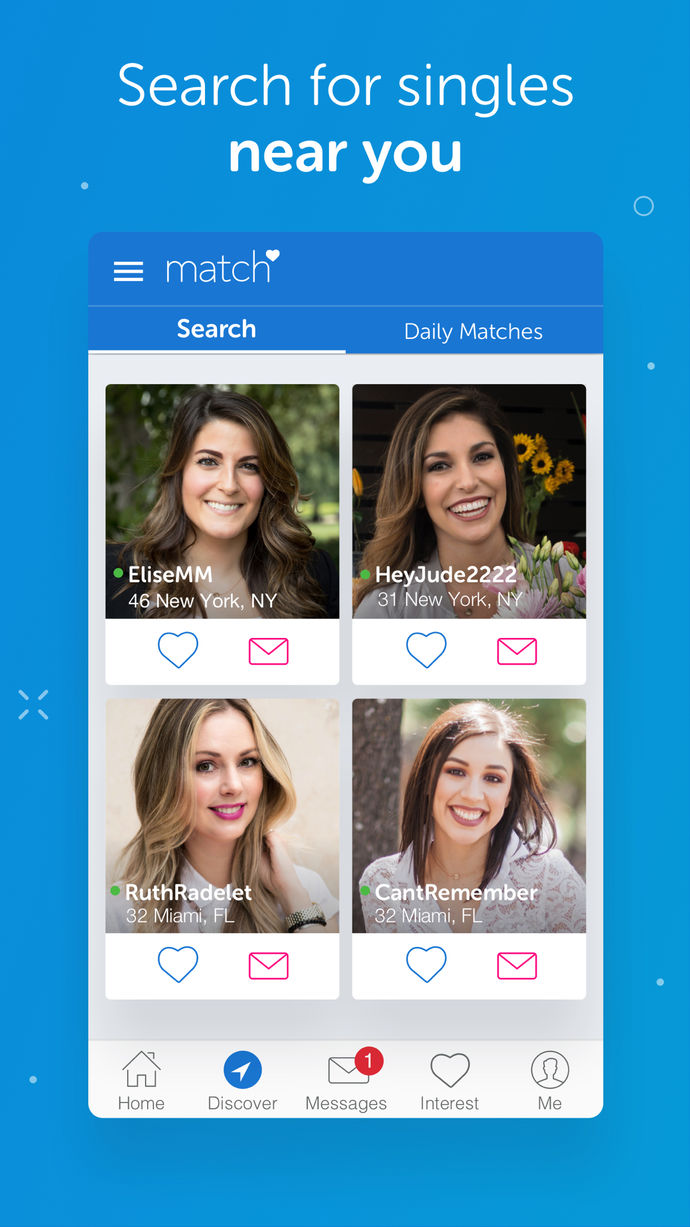 Search for singles
near you
match
Search
Daily Matches
EliseMM
46 New York, NY
HeyJude2222
31 New York, NY
RuthRadelet
32 Miami, FL
CantRemember
32 Miami, FL
1
Home
Discover
Messages
Interest
Me